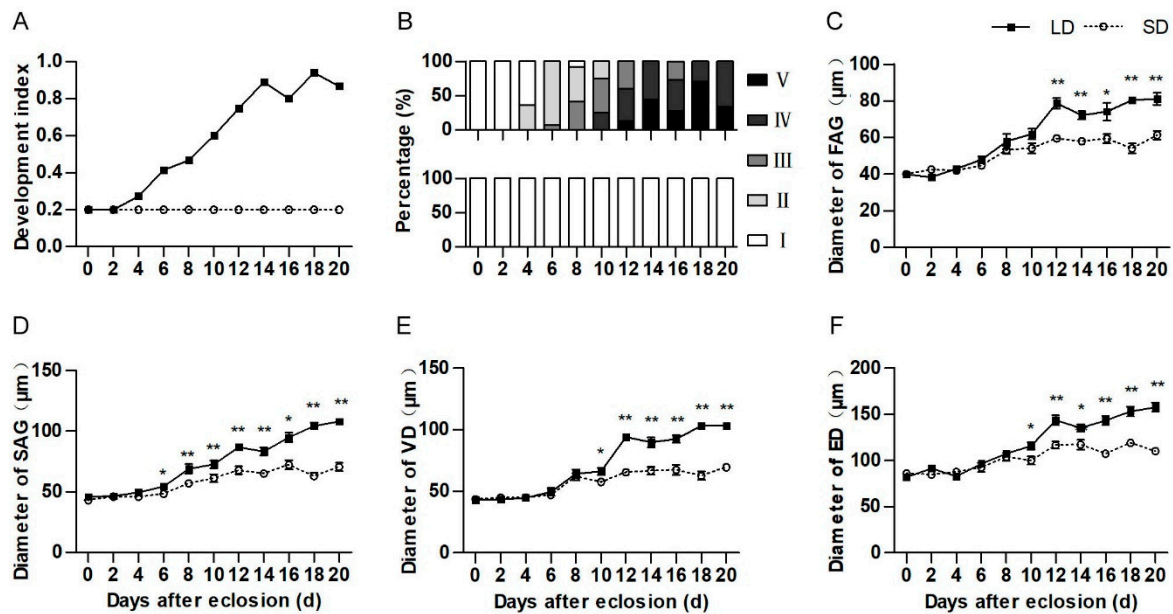 A
Development index
1.0
0.8
0.6
0.4
0.2
0.0
0 2 4 6 8 10 12 14 16 18 20
B
Percentage (%)
100
50
0
100
50
0
0 2 4 6 8 10 12 14 16 18 20
V
IV
III
II
I
C
LD SD
Diameter of FAG (μm)
100
80
60
40
20
0
** ** * ** **
0 2 4 6 8 10 12 14 16 18 20
D
Diameter of SAG（μm）
150
100
50
0
* ** ** ** ** * ** **
0 2 4 6 8 10 12 14 16 18 20
Days after eclosion (d)
E
Diameter of VD（μm）
150
100
50
0
* ** ** ** ** **
0 2 4 6 8 10 12 14 16 18 20
Days after eclosion (d)
F
Diameter of ED（μm）
200
150
100
50
0
* ** * ** ** **
0 2 4 6 8 10 12 14 16 18 20
Days after eclosion (d)